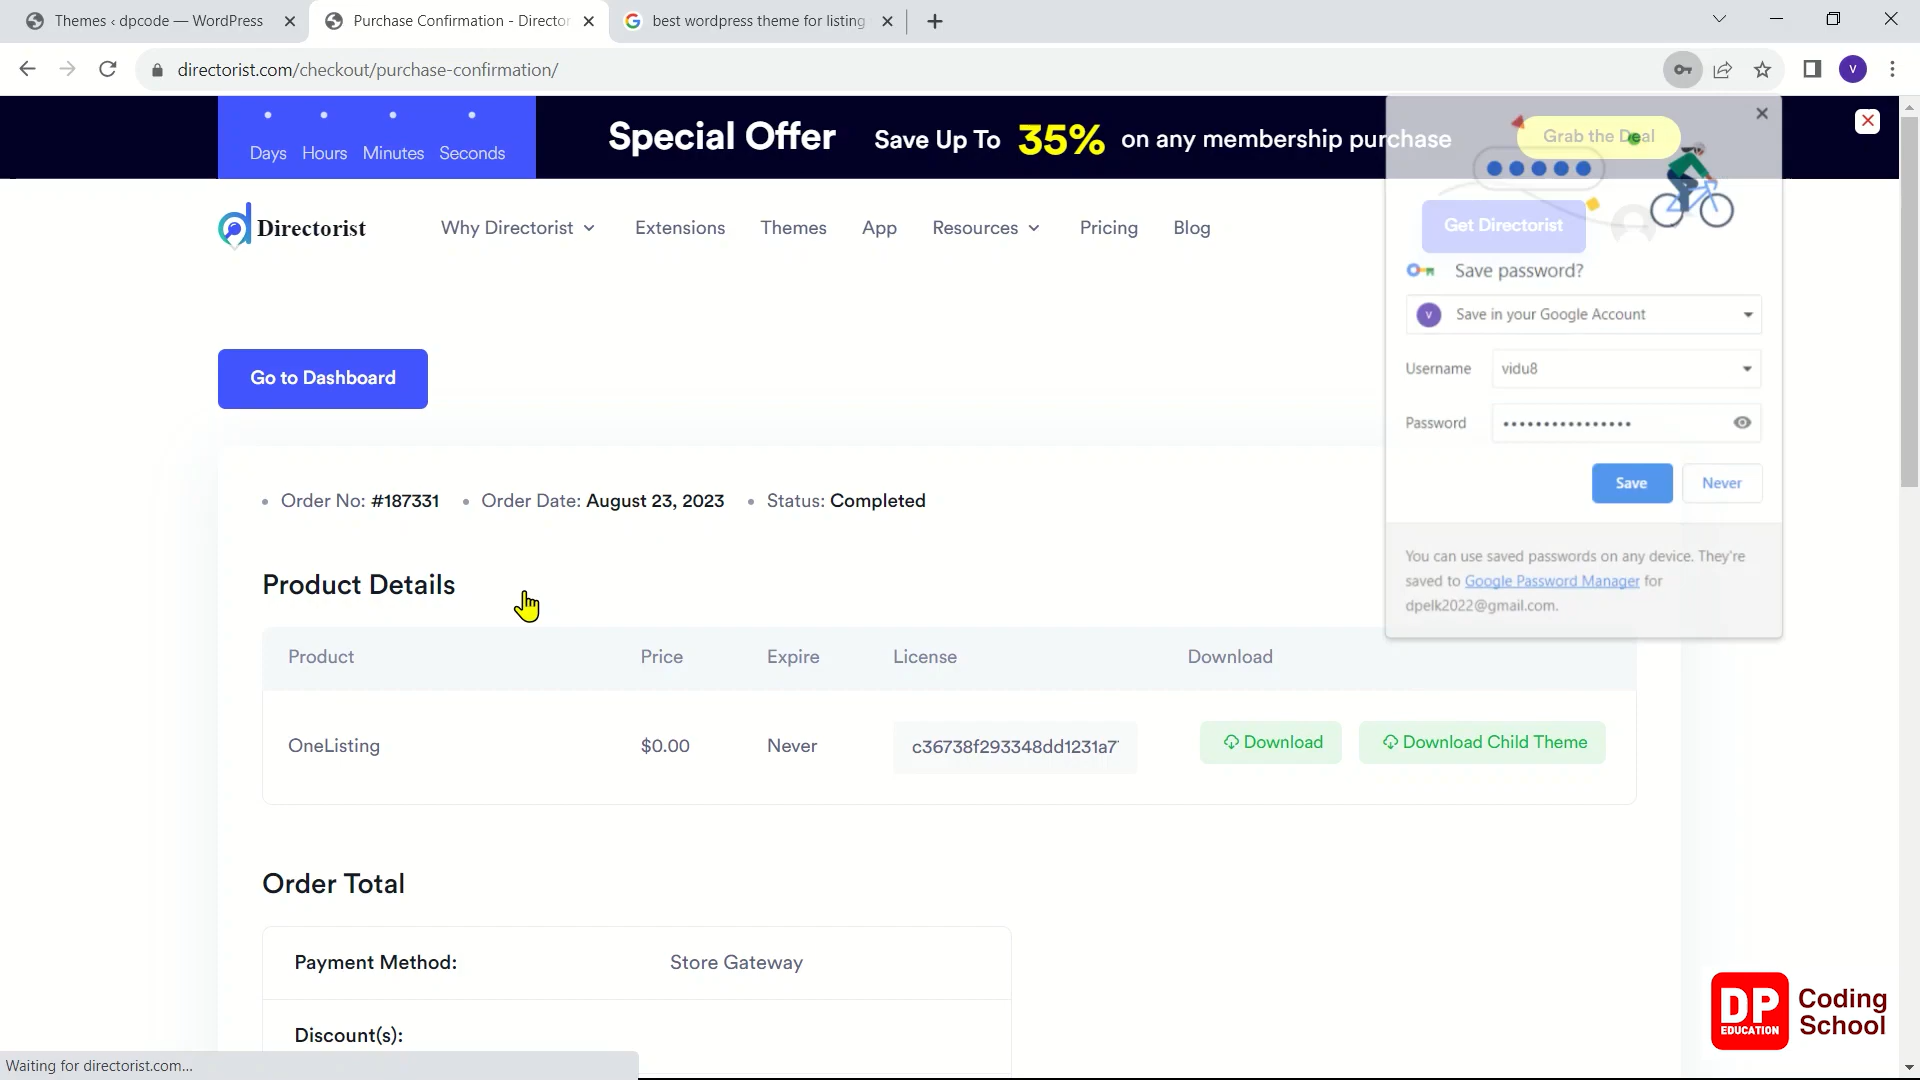 Themes ‹ dpcode — WordPress
Purchase Confirmation - Director
best wordpress theme for listing
directorist.com/checkout/purchase-confirmation/
V
Days Hours Minutes Seconds
Special Offer Save Up To 35% on any membership purchase
Grab the Deal
Directorist
Why Directorist
Extensions
Themes
App
Resources
Pricing
Blog
Get Directorist
Save password?
V Save in your Google Account
Username vidu8
Password ••••••••••••••••
Save Never
You can use saved passwords on any device. They're
saved to Google Password Manager for
dpelk2022@gmail.com.
Go to Dashboard
• Order No: #187331 • Order Date: August 23, 2023 • Status: Completed
Product Details
Product Price Expire License Download
OneListing $0.00 Never c36738f293348dd1231a7 Download Download Child Theme
Order Total
Payment Method: Store Gateway
Discount(s):
Waiting for directorist.com...
DP
EDUCATION
Coding
School